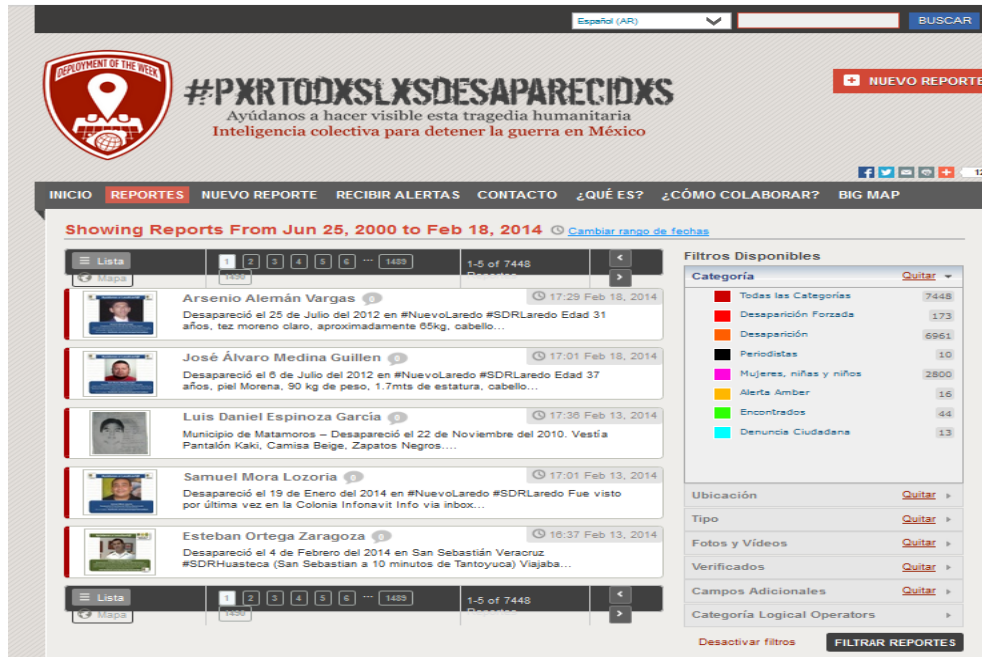 Español (AR)
BUSCAR
DEPLOYMENT OF THE WEEK
#PXRTODXSLXSDESAPARECIDXS
Ayúdanos a hacer visible esta tragedia humanitaria
Inteligencia colectiva para detener la guerra en México
NUEVO REPORTE
INICIO REPORTES NUEVO REPORTE RECIBIR ALERTAS CONTACTO ¿QUÉ ES? ¿CÓMO COLABORAR? BIG MAP
Showing Reports From Jun 25, 2000 to Feb 18, 2014 Cambiar rango de fechas
Lista 1 2 3 4 5 6 ... 1489 1-5 of 7448 <
Mapa 1490 Reportes >
Arsenio Alemán Vargas 0 17:29 Feb 18, 2014
Desapareció el 25 de Julio del 2012 en #NuevoLaredo #SDRLaredo Edad 31
años, tez moreno claro, aproximadamente 65kg, cabello...
José Álvaro Medina Guillen 0 17:01 Feb 18, 2014
Desapareció el 6 de Julio del 2012 en #NuevoLaredo #SDRLaredo Edad 37
años, piel Morena, 90 kg de peso, 1.7mts de estatura, cabello...
Luis Daniel Espinoza García 0 17:36 Feb 13, 2014
Municipio de Matamoros – Desapareció el 22 de Noviembre del 2010. Vestía
Pantalón Kaki, Camisa Beige, Zapatos Negros....
Samuel Mora Lozoria 0 17:01 Feb 13, 2014
Desapareció el 19 de Enero del 2014 en #NuevoLaredo #SDRLaredo Fue visto
por última vez en la Colonia Infonavit Info via inbox...
Esteban Ortega Zaragoza 0 16:37 Feb 13, 2014
Desapareció el 4 de Febrero del 2014 en San Sebastián Veracruz
#SDRHuasteca (San Sebastian a 10 minutos de Tantoyuca) Viajaba...
Lista 1 2 3 4 5 6 ... 1489 1-5 of 7448 <
Mapa 1490 Reportes >
Filtros Disponibles
Categoría Quitar
Todas las Categorías 7448
Desaparición Forzada 173
Desaparición 6961
Periodistas 10
Mujeres, niñas y niños 2800
Alerta Amber 16
Encontrados 44
Denuncia Ciudadana 13
Ubicación Quitar
Tipo Quitar
Fotos y Vídeos Quitar
Verificados Quitar
Campos Adicionales Quitar
Categoría Logical Operators
Desactivar filtros FILTRAR REPORTES